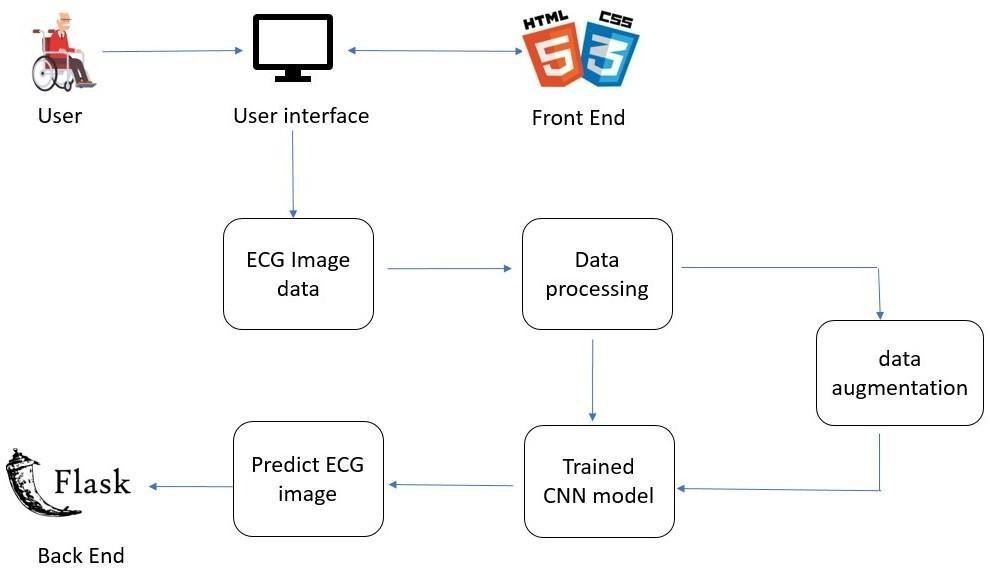 HTML
CSS
5
3
User
User interface
Front End
ECG Image
data
Data
processing
data
augmentation
Predict ECG
image
Trained
CNN model
Flask
Back End